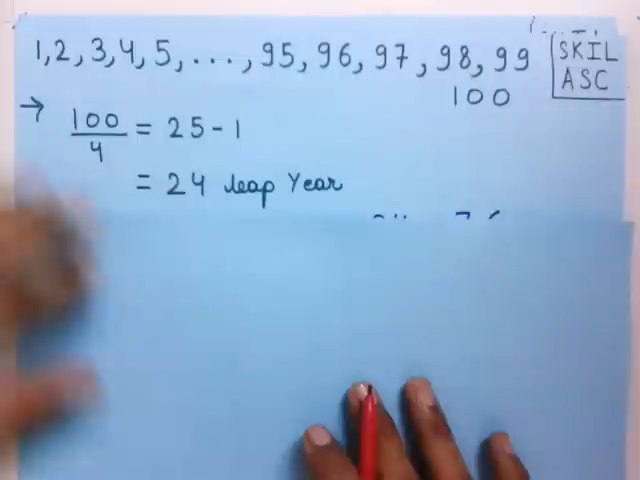 1, 2, 3, 4, 5, ..., 95, 96, 97, 98, 99
100
SKIL
ASC
→ 100/4 = 25 - 1
= 24 leap Year